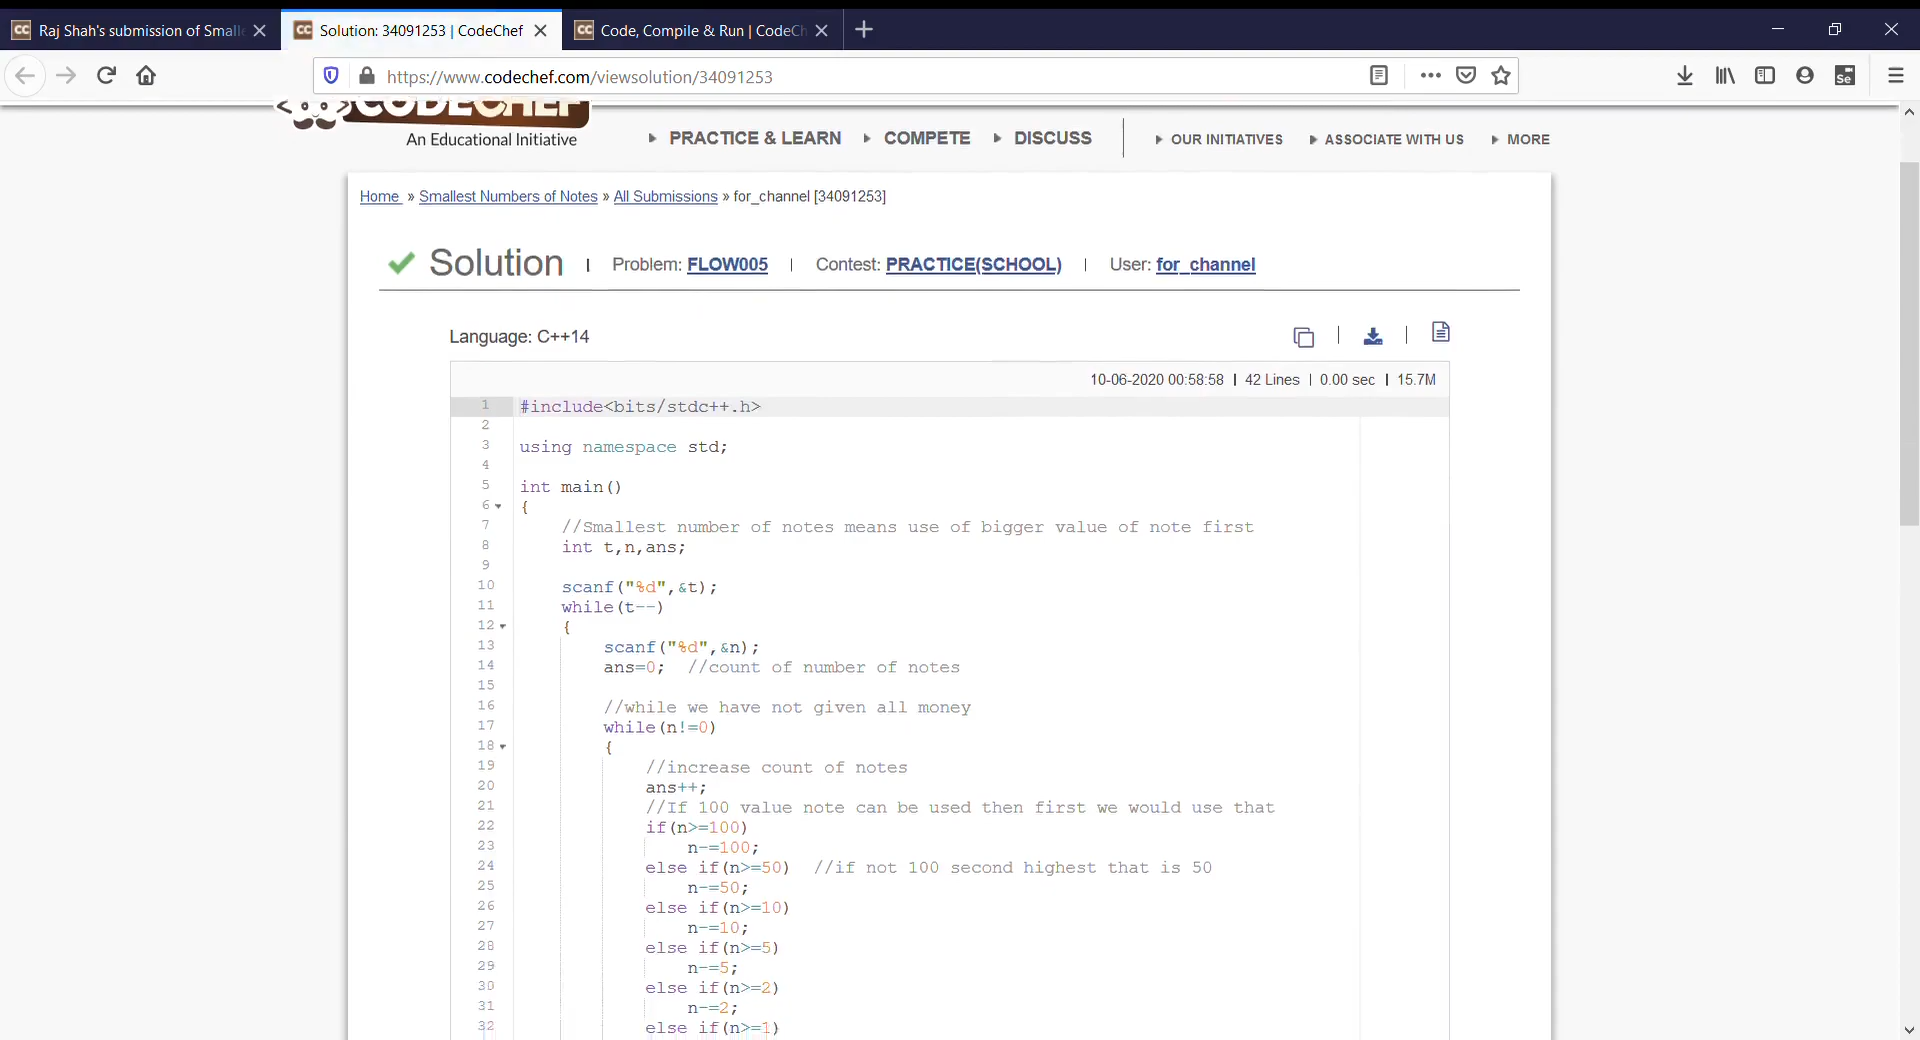 Raj Shah's submission of Small
Solution: 34091253 | CodeChef
Code, Compile & Run | CodeCh
https://www.codechef.com/viewsolution/34091253
Se
CODECHEF
An Educational Initiative
PRACTICE & LEARN
COMPETE
DISCUSS
OUR INITIATIVES
ASSOCIATE WITH US
MORE
Home » Smallest Numbers of Notes » All Submissions » for_channel [34091253]
Solution | Problem: FLOW005 | Contest: PRACTICE(SCHOOL) | User: for_channel
Language: C++14
10-06-2020 00:58:58 | 42 Lines | 0.00 sec | 15.7M
1 #include<bits/stdc++.h>
2
3 using namespace std;
4
5 int main()
6 {
7 //Smallest number of notes means use of bigger value of note first
8 int t,n,ans;
9
10 scanf("%d",&t);
11 while(t--)
12 {
13 scanf("%d",&n);
14 ans=0; //count of number of notes
15
16 //while we have not given all money
17 while(n!=0)
18 {
19 //increase count of notes
20 ans++;
21 //If 100 value note can be used then first we would use that
22 if(n>=100)
23 n-=100;
24 else if(n>=50) //if not 100 second highest that is 50
25 n-=50;
26 else if(n>=10)
27 n-=10;
28 else if(n>=5)
29 n-=5;
30 else if(n>=2)
31 n-=2;
32 else if(n>=1)